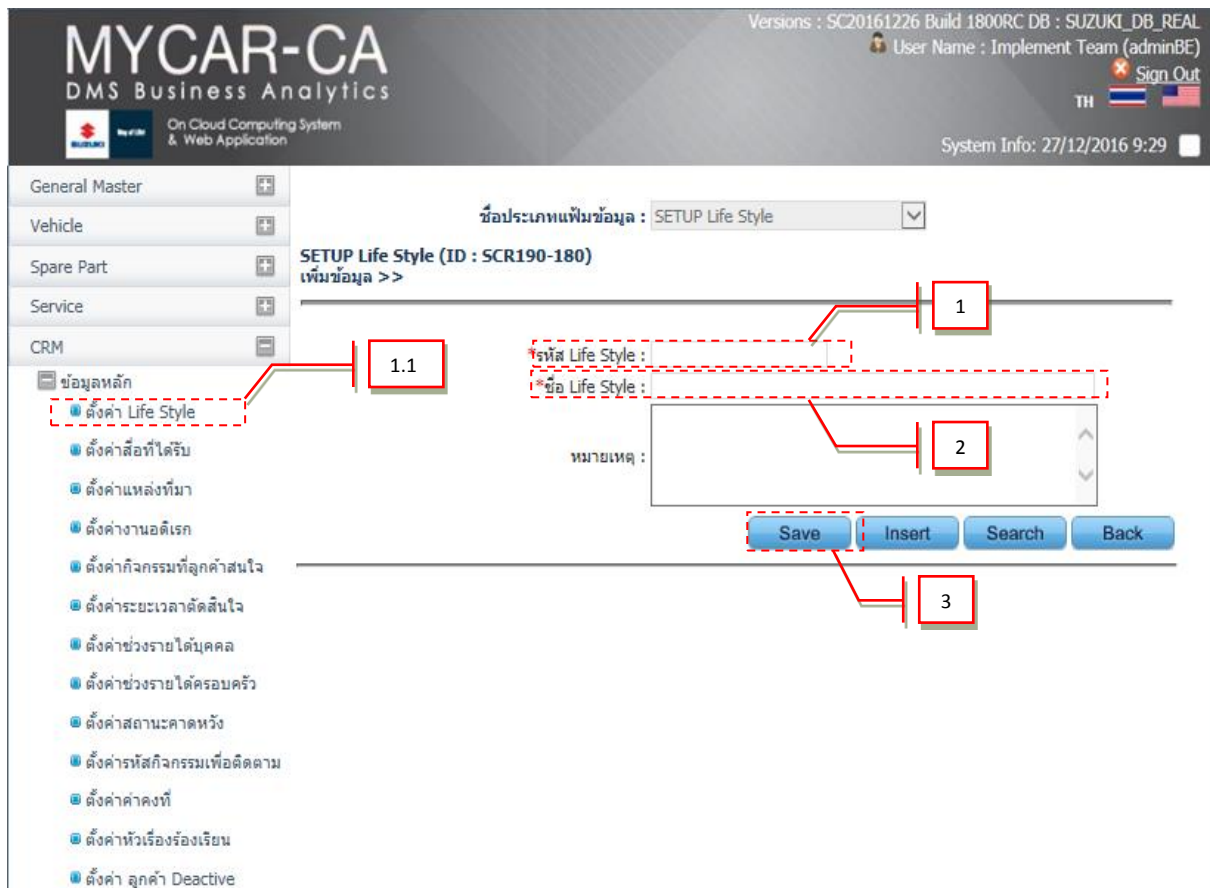 MYCAR-CA
DMS Business Analytics
SUZUKI
Way of Life!
On Cloud Computing System
& Web Application
Versions : SC20161226 Build 1800RC DB : SUZUKI_DB_REAL
User Name : Implement Team (adminBE)
Sign Out
TH
System Info: 27/12/2016 9:29
General Master
Vehicle
Spare Part
Service
CRM
ข้อมูลหลัก
ตั้งค่า Life Style
ตั้งค่าสื่อที่ได้รับ
ตั้งค่าแหล่งที่มา
ตั้งค่างานอดิเรก
ตั้งค่ากิจกรรมที่ลูกค้าสนใจ
ตั้งค่าระยะเวลาตัดสินใจ
ตั้งค่าช่วงรายได้บุคคล
ตั้งค่าช่วงรายได้ครอบครัว
ตั้งค่าสถานะคาดหวัง
ตั้งค่ารหัสกิจกรรมเพื่อติดตาม
ตั้งค่าค่าคงที่
ตั้งค่าหัวเรื่องร้องเรียน
ตั้งค่า ลูกค้า Deactive
ชื่อประเภทแฟ้มข้อมูล : SETUP Life Style
SETUP Life Style (ID : SCR190-180)
เพิ่มข้อมูล >>
1
1.1
*รหัส Life Style :
*ชื่อ Life Style :
2
หมายเหตุ :
Save Insert Search Back
3